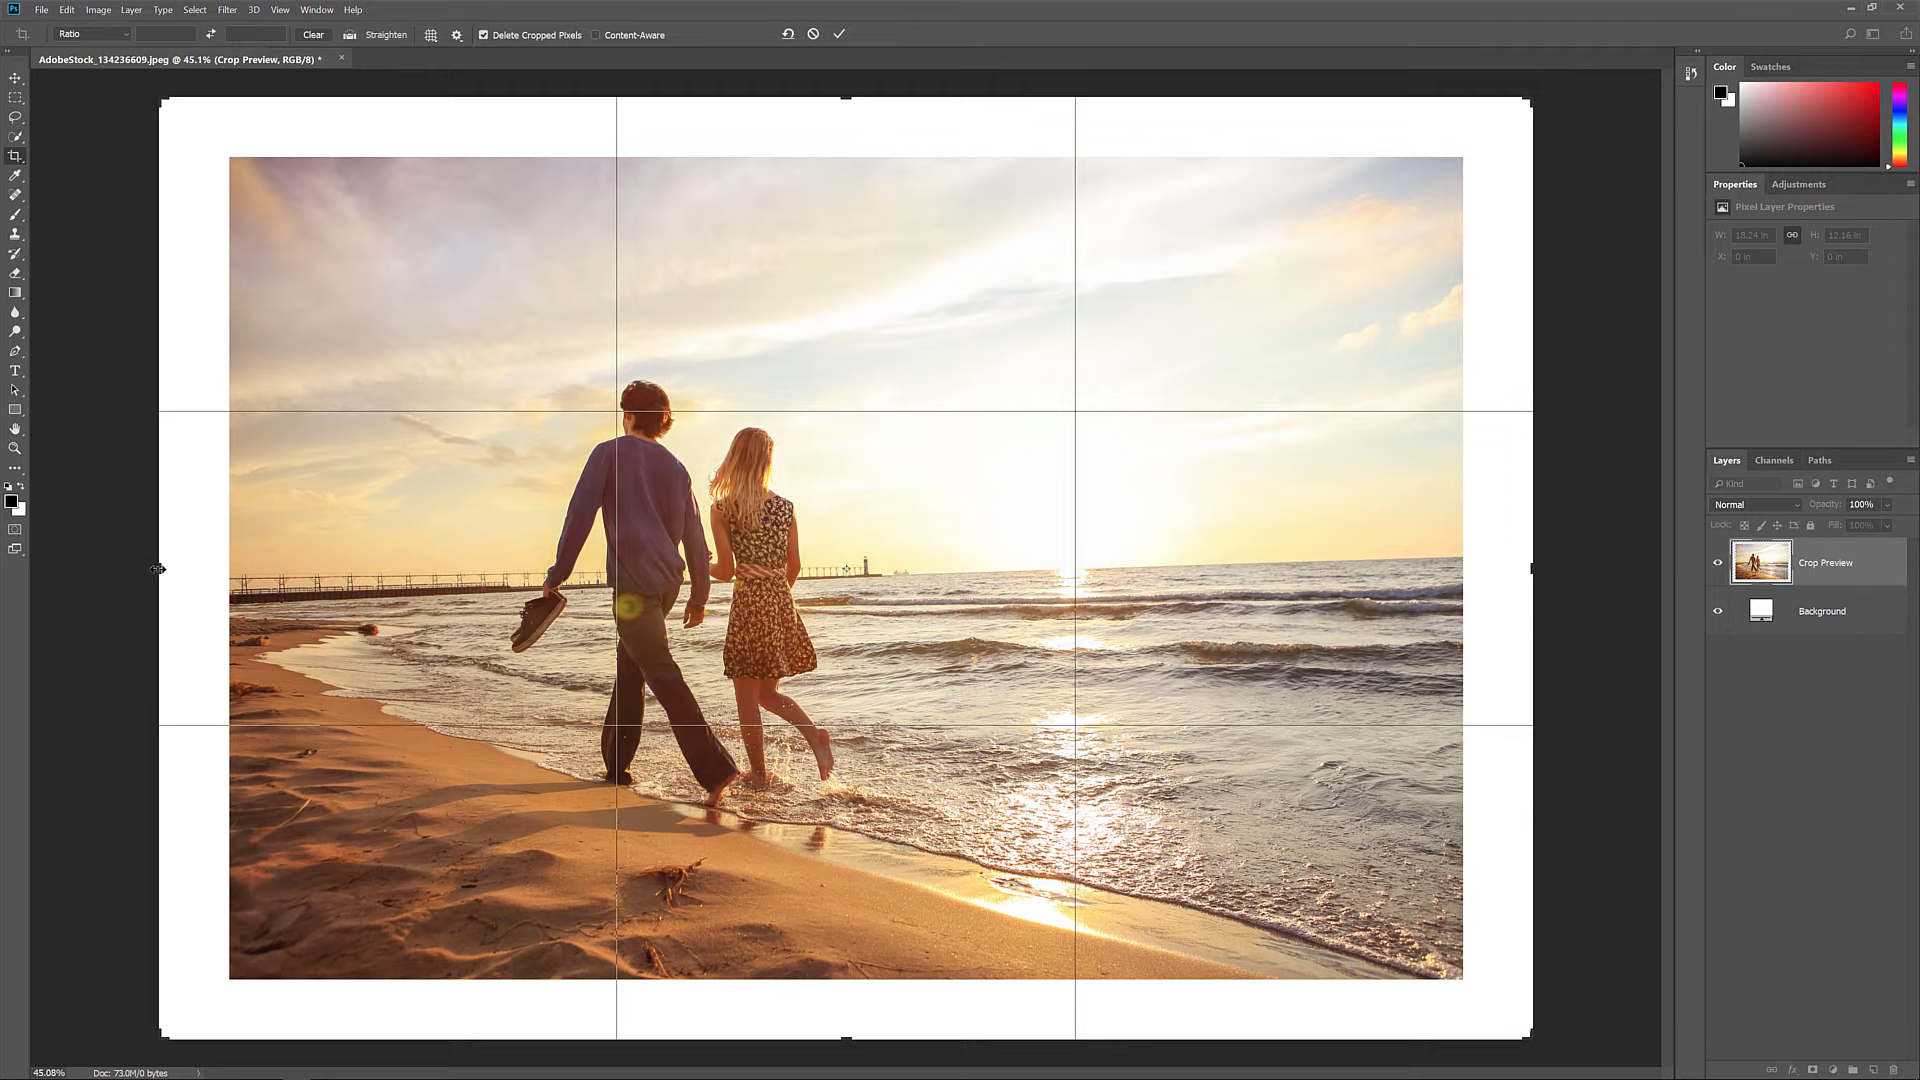 Ps File Edit Image Layer Type Select Filter 3D View Window Help
Ratio Clear Straighten Delete Cropped Pixels Content-Aware
AdobeStock_134236609.jpeg @ 45.1% (Crop Preview, RGB/8) * ×
Color Swatches
Properties Adjustments
Pixel Layer Properties
W: 18.24 in H: 12.16 in
X: 0 in Y: 0 in
Layers Channels Paths
Kind
Normal Opacity: 100%
Lock: Fill: 100%
Crop Preview
Background
45.08% Doc: 73.0M/0 bytes